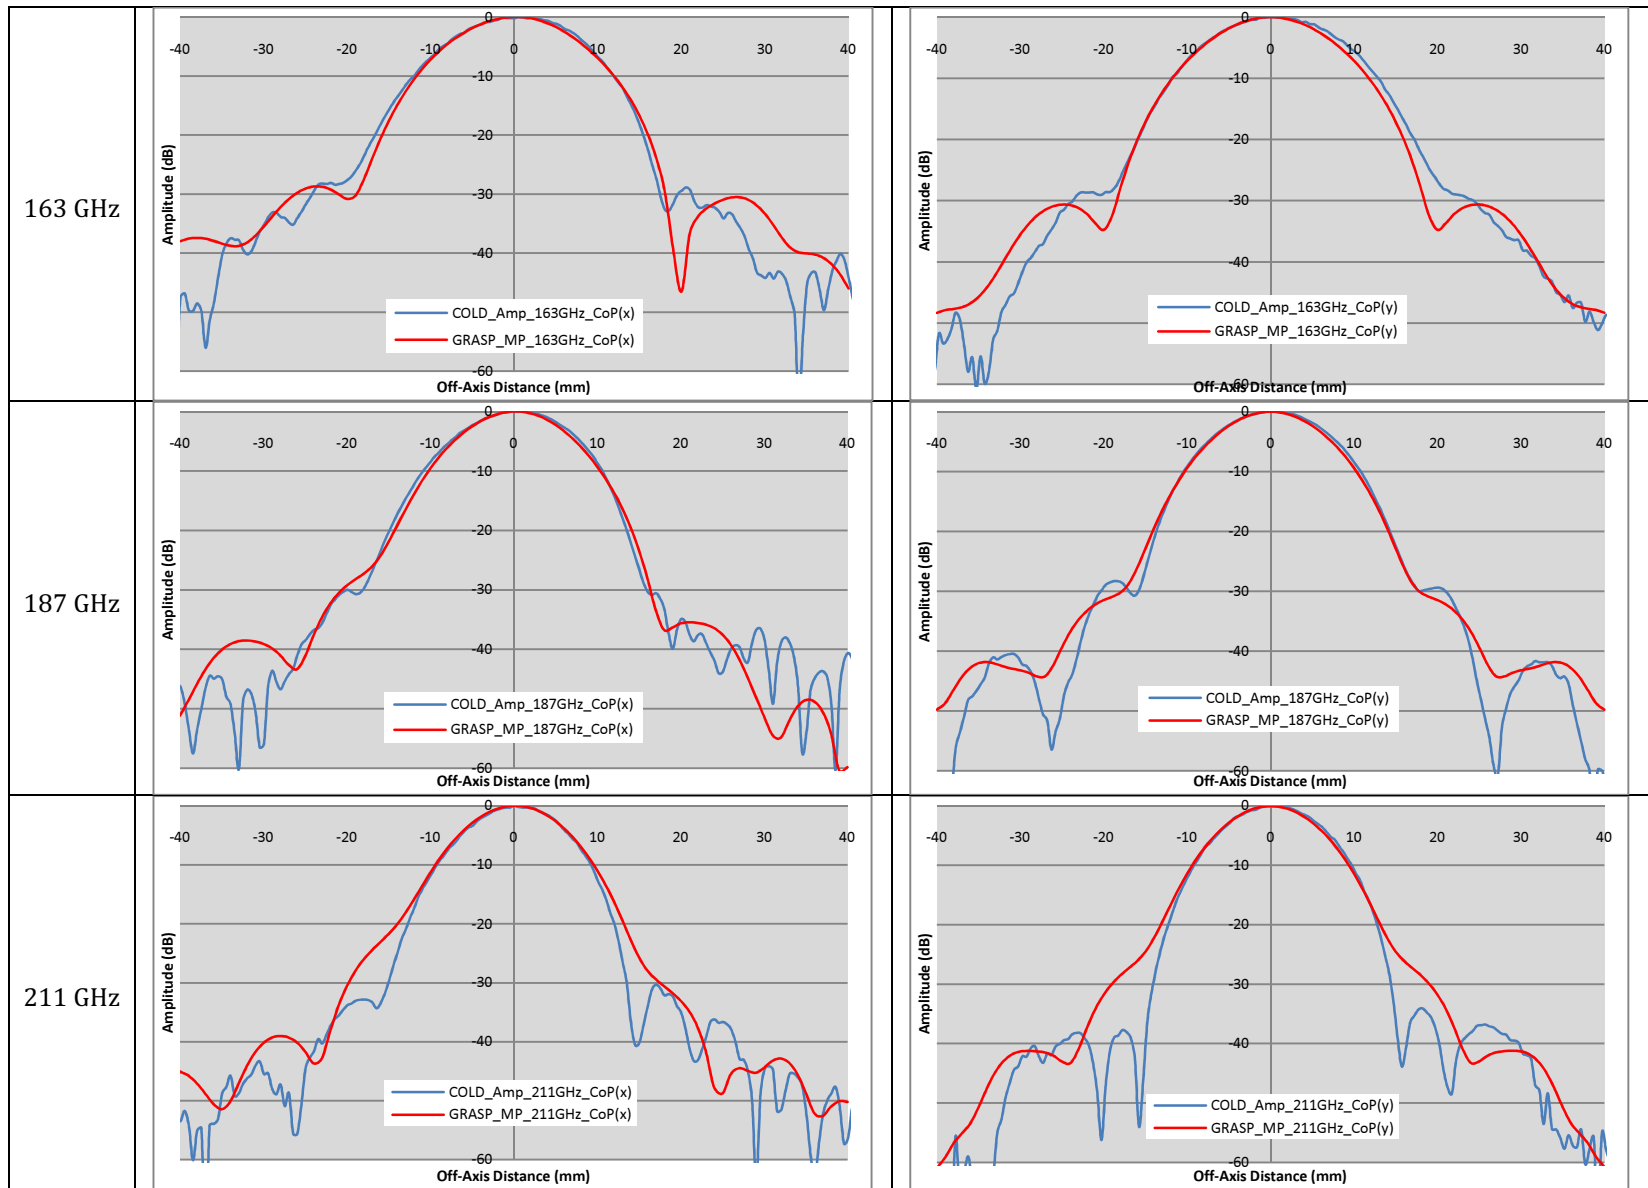 163 GHz
0
-40 -30 -20 -10 0 10 20 30 40
-10
-20
-30
-40
-60
Amplitude (dB)
COLD_Amp_163GHz_CoP(x)
GRASP_MP_163GHz_CoP(x)
Off-Axis Distance (mm)
0
-40 -30 -20 -10 0 10 20 30 40
-10
-20
-30
-40
-60
Amplitude (dB)
COLD_Amp_163GHz_CoP(y)
GRASP_MP_163GHz_CoP(y)
Off-Axis Distance (mm)
187 GHz
0
-40 -30 -20 -10 0 10 20 30 40
-10
-20
-30
-40
-60
Amplitude (dB)
COLD_Amp_187GHz_CoP(x)
GRASP_MP_187GHz_CoP(x)
Off-Axis Distance (mm)
0
-40 -30 -20 -10 0 10 20 30 40
-10
-20
-30
-40
-60
Amplitude (dB)
COLD_Amp_187GHz_CoP(y)
GRASP_MP_187GHz_CoP(y)
Off-Axis Distance (mm)
211 GHz
0
-40 -30 -20 -10 0 10 20 30 40
-10
-20
-30
-40
-60
Amplitude (dB)
COLD_Amp_211GHz_CoP(x)
GRASP_MP_211GHz_CoP(x)
Off-Axis Distance (mm)
0
-40 -30 -20 -10 0 10 20 30 40
-10
-20
-30
-40
-60
Amplitude (dB)
COLD_Amp_211GHz_CoP(y)
GRASP_MP_211GHz_CoP(y)
Off-Axis Distance (mm)